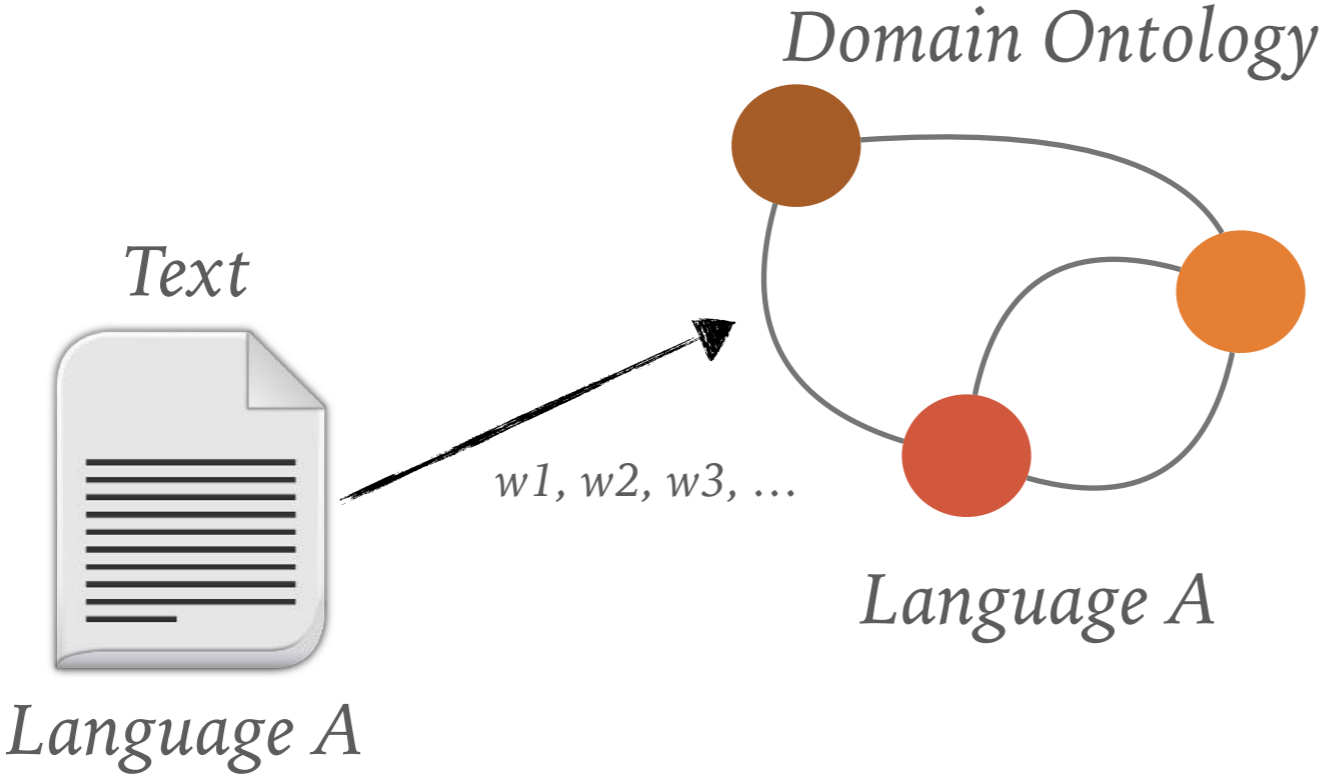 Domain Ontology
Text
w1, w2, w3, ...
Language A
Language A